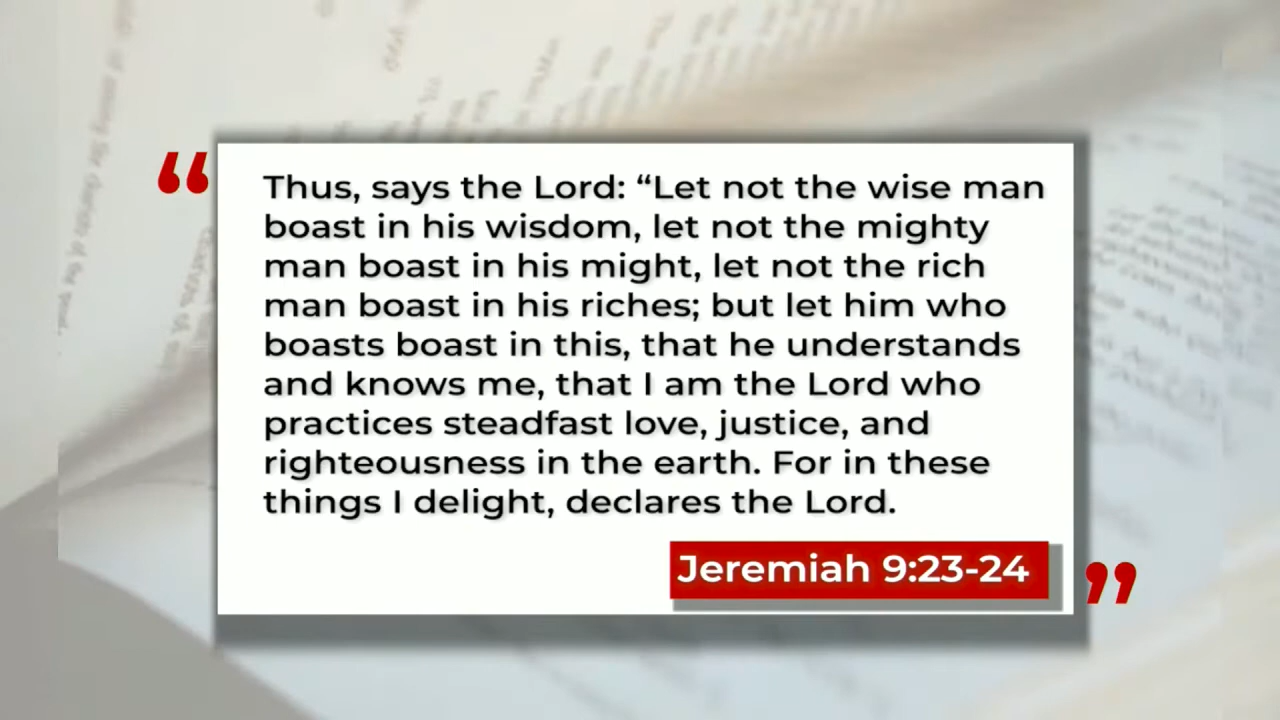 Thus, says the Lord: “Let not the wise man
boast in his wisdom, let not the mighty
man boast in his might, let not the rich
man boast in his riches; but let him who
boasts boast in this, that he understands
and knows me, that I am the Lord who
practices steadfast love, justice, and
righteousness in the earth. For in these
things I delight, declares the Lord.
Jeremiah 9:23-24